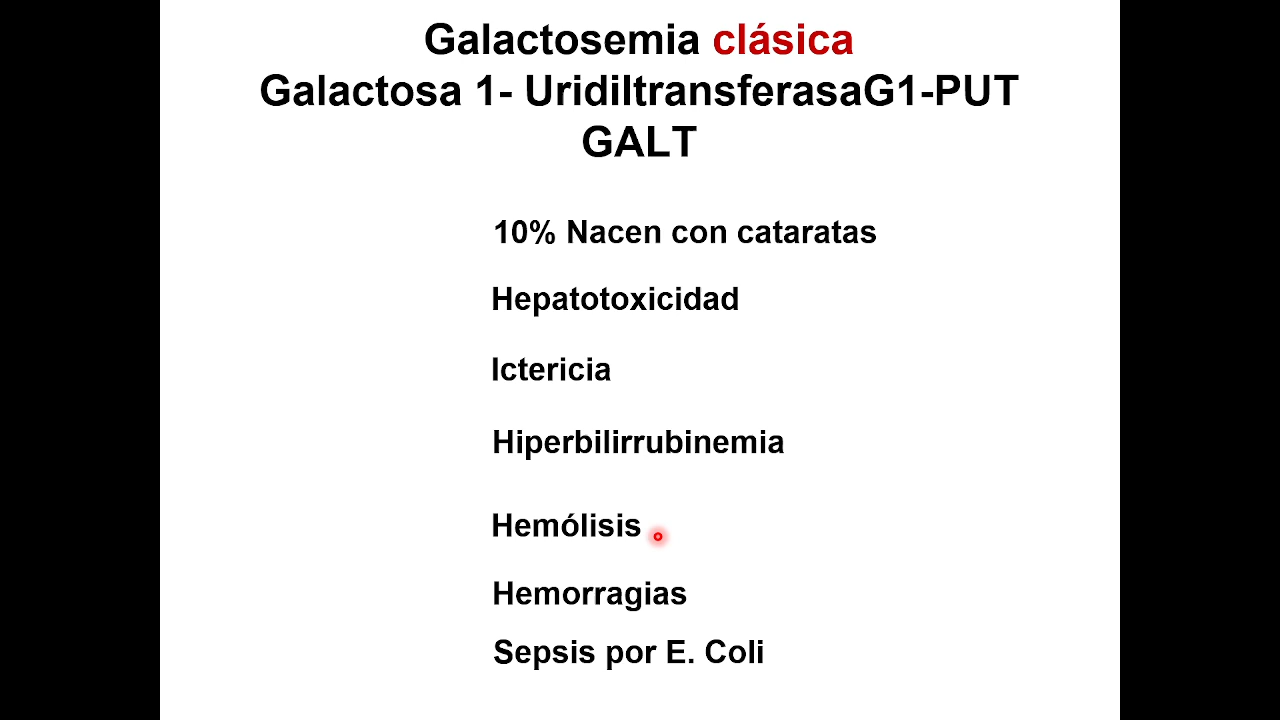 Galactosemia clásica
Galactosa 1- UridiltransferasaG1-PUT
GALT
10% Nacen con cataratas
Hepatotoxicidad
Ictericia
Hiperbilirrubinemia
Hemólisis
Hemorragias
Sepsis por E. Coli